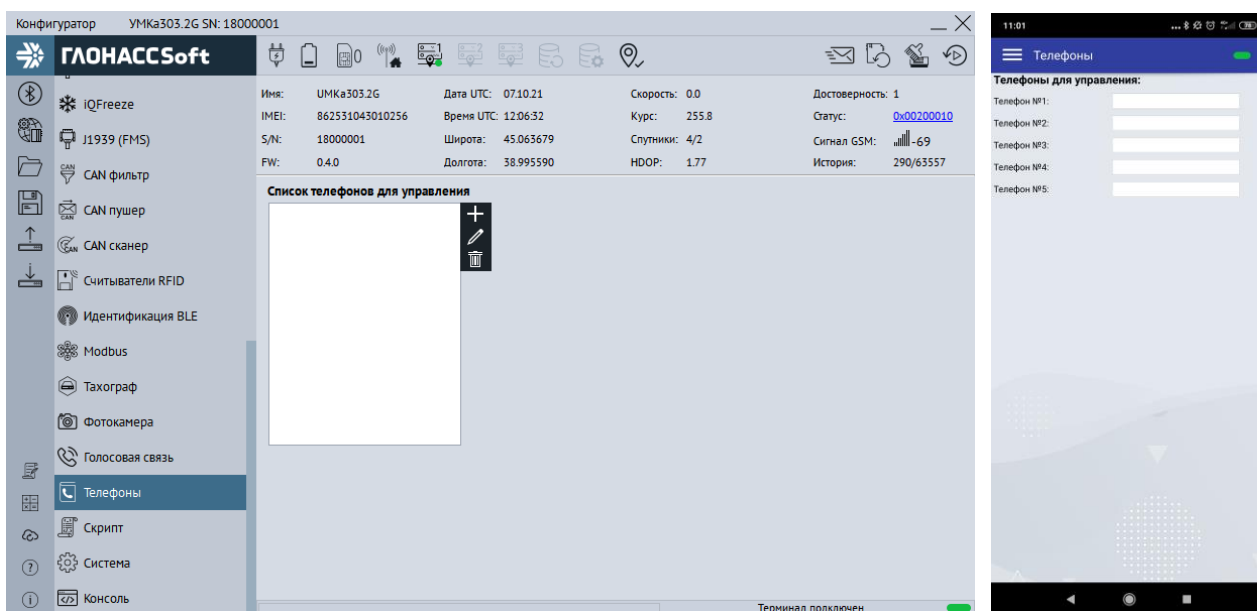 Конфигуратор УМКа303.2G SN: 18000001
ГЛОНАССSoft
0
iQFreeze
J1939 (FMS)
CAN фильтр
CAN пушер
CAN сканер
Считыватели RFID
Идентификация BLE
Modbus
Тахограф
Фотокамера
Голосовая связь
Телефоны
Скрипт
Система
Консоль
Имя: UMKa303.2G Дата UTC: 07.10.21 Скорость: 0.0 Достоверность: 1
IMEI: 862531043010256 Время UTC: 12:06:32 Курс: 255.8 Статус: 0x00200010
S/N: 18000001 Широта: 45.063679 Спутники: 4/2 Сигнал GSM: -69
FW: 0.4.0 Долгота: 38.995590 HDOP: 1.77 История: 290/63557
Список телефонов для управления
Терминал подключен
11:01
Телефоны
Телефоны для управления:
Телефон №1:
Телефон №2:
Телефон №3:
Телефон №4:
Телефон №5: